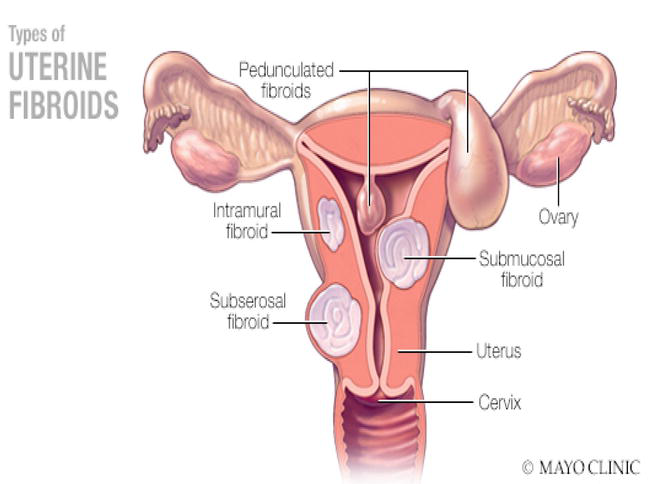 Types of
UTERINE
FIBROIDS
Pedunculated
fibroids
Intramural
fibroid
Ovary
Submucosal
fibroid
Subserosal
fibroid
Uterus
Cervix
© MAYO CLINIC